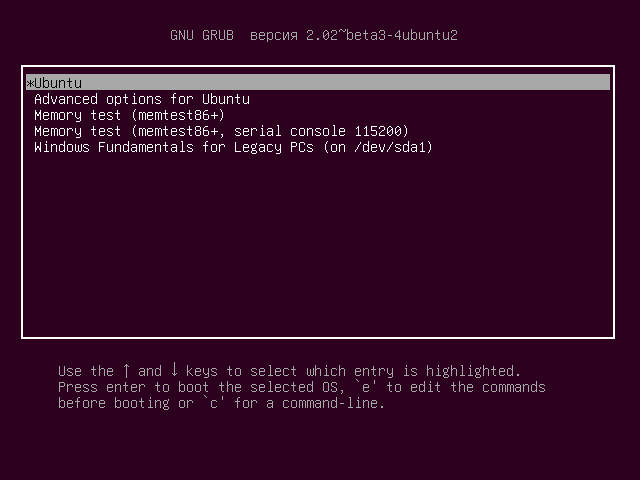 GNU GRUB  версия 2.02~beta3-4ubuntu2
*Ubuntu
Advanced options for Ubuntu
Memory test (memtest86+)
Memory test (memtest86+, serial console 115200)
Windows Fundamentals for Legacy PCs (on /dev/sda1)
Use the ↑ and ↓ keys to select which entry is highlighted.
Press enter to boot the selected OS, `e' to edit the commands
before booting or `c' for a command-line.